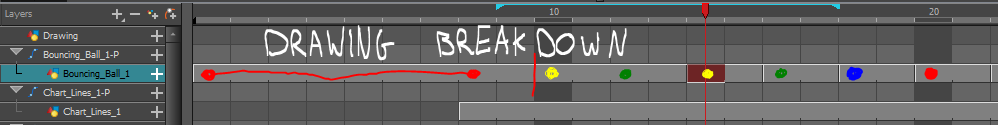 Layers
10
20
Drawing
DRAWING BREAKDOWN
Bouncing_Ball_1-P
Bouncing_Ball_1
Chart_Lines_1-P
Chart_Lines_1